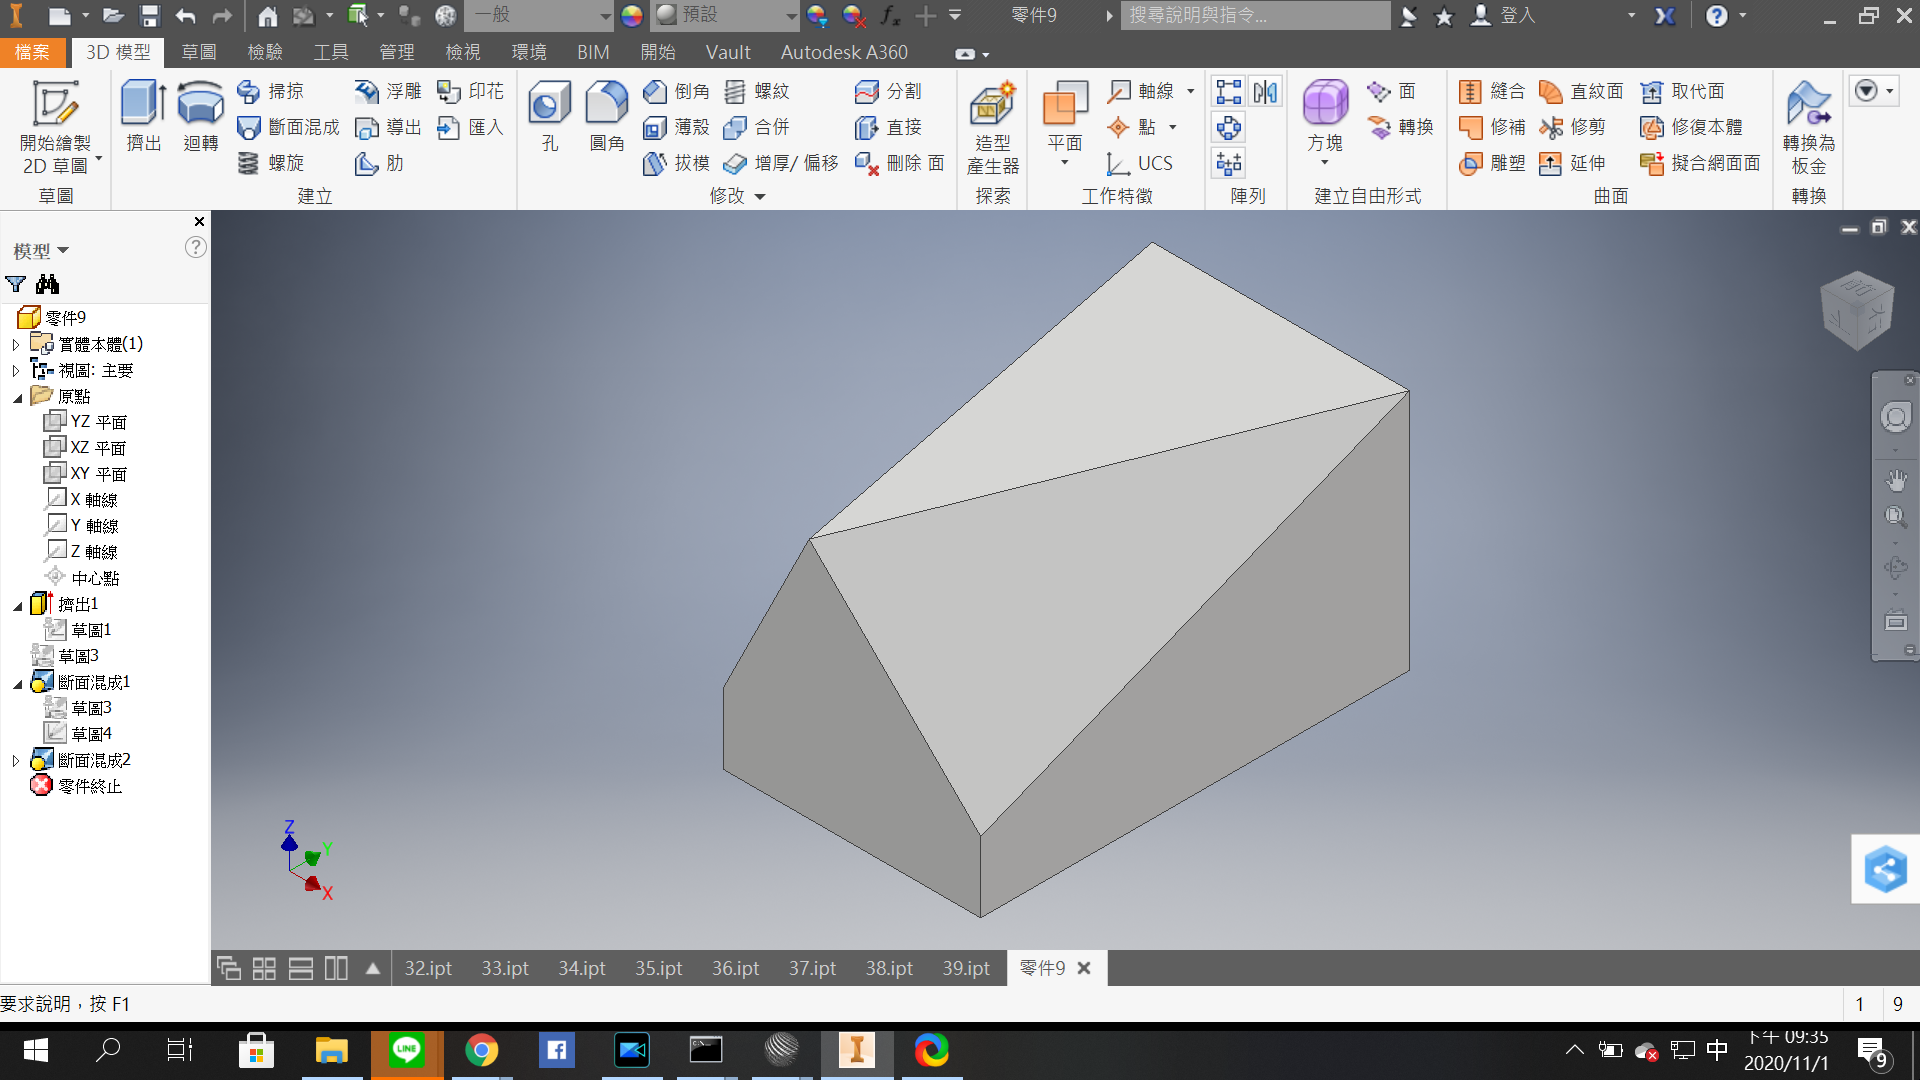 一般
預設
零件9
搜尋說明與指令...
登入
檔案
3D 模型
草圖
檢驗
工具
管理
檢視
環境
BIM
開始
Vault
Autodesk A360
開始繪製
2D 草圖
草圖
擠出
迴轉
掃掠
斷面混成
螺旋
浮雕
導出
肋
印花
匯入
建立
孔
圓角
倒角
薄殼
拔模
螺紋
合併
增厚/ 偏移
分割
直接
刪除 面
修改
造型
產生器
探索
平面
軸線
點
UCS
工作特徵
陣列
方塊
面
轉換
建立自由形式
縫合
修補
雕塑
直紋面
修剪
延伸
取代面
修復本體
擬合網面面
曲面
轉換為
板金
轉換
模型
零件9
實體本體(1)
視圖: 主要
原點
YZ 平面
XZ 平面
XY 平面
X 軸線
Y 軸線
Z 軸線
中心點
擠出1
草圖1
草圖3
斷面混成1
草圖3
草圖4
斷面混成2
零件終止
Z
Y
X
32.ipt
33.ipt
34.ipt
35.ipt
36.ipt
37.ipt
38.ipt
39.ipt
零件9
要求說明，按 F1
1
9
LINE
中
下午 09:35
2020/11/1
9